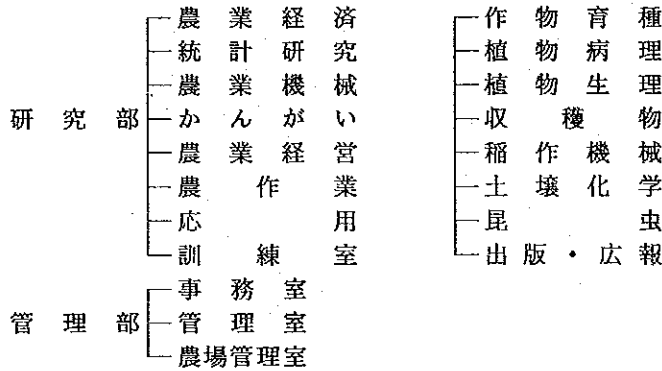 農業経済 作物育種
統計研究 植物病理
農業機械 植物生理
研究部 かんがい 収穫物
農業経営 稲作機械
農作業 土壌化学
応用 昆虫
訓練室 出版・広報
事務室
管理部 管理室
農場管理室